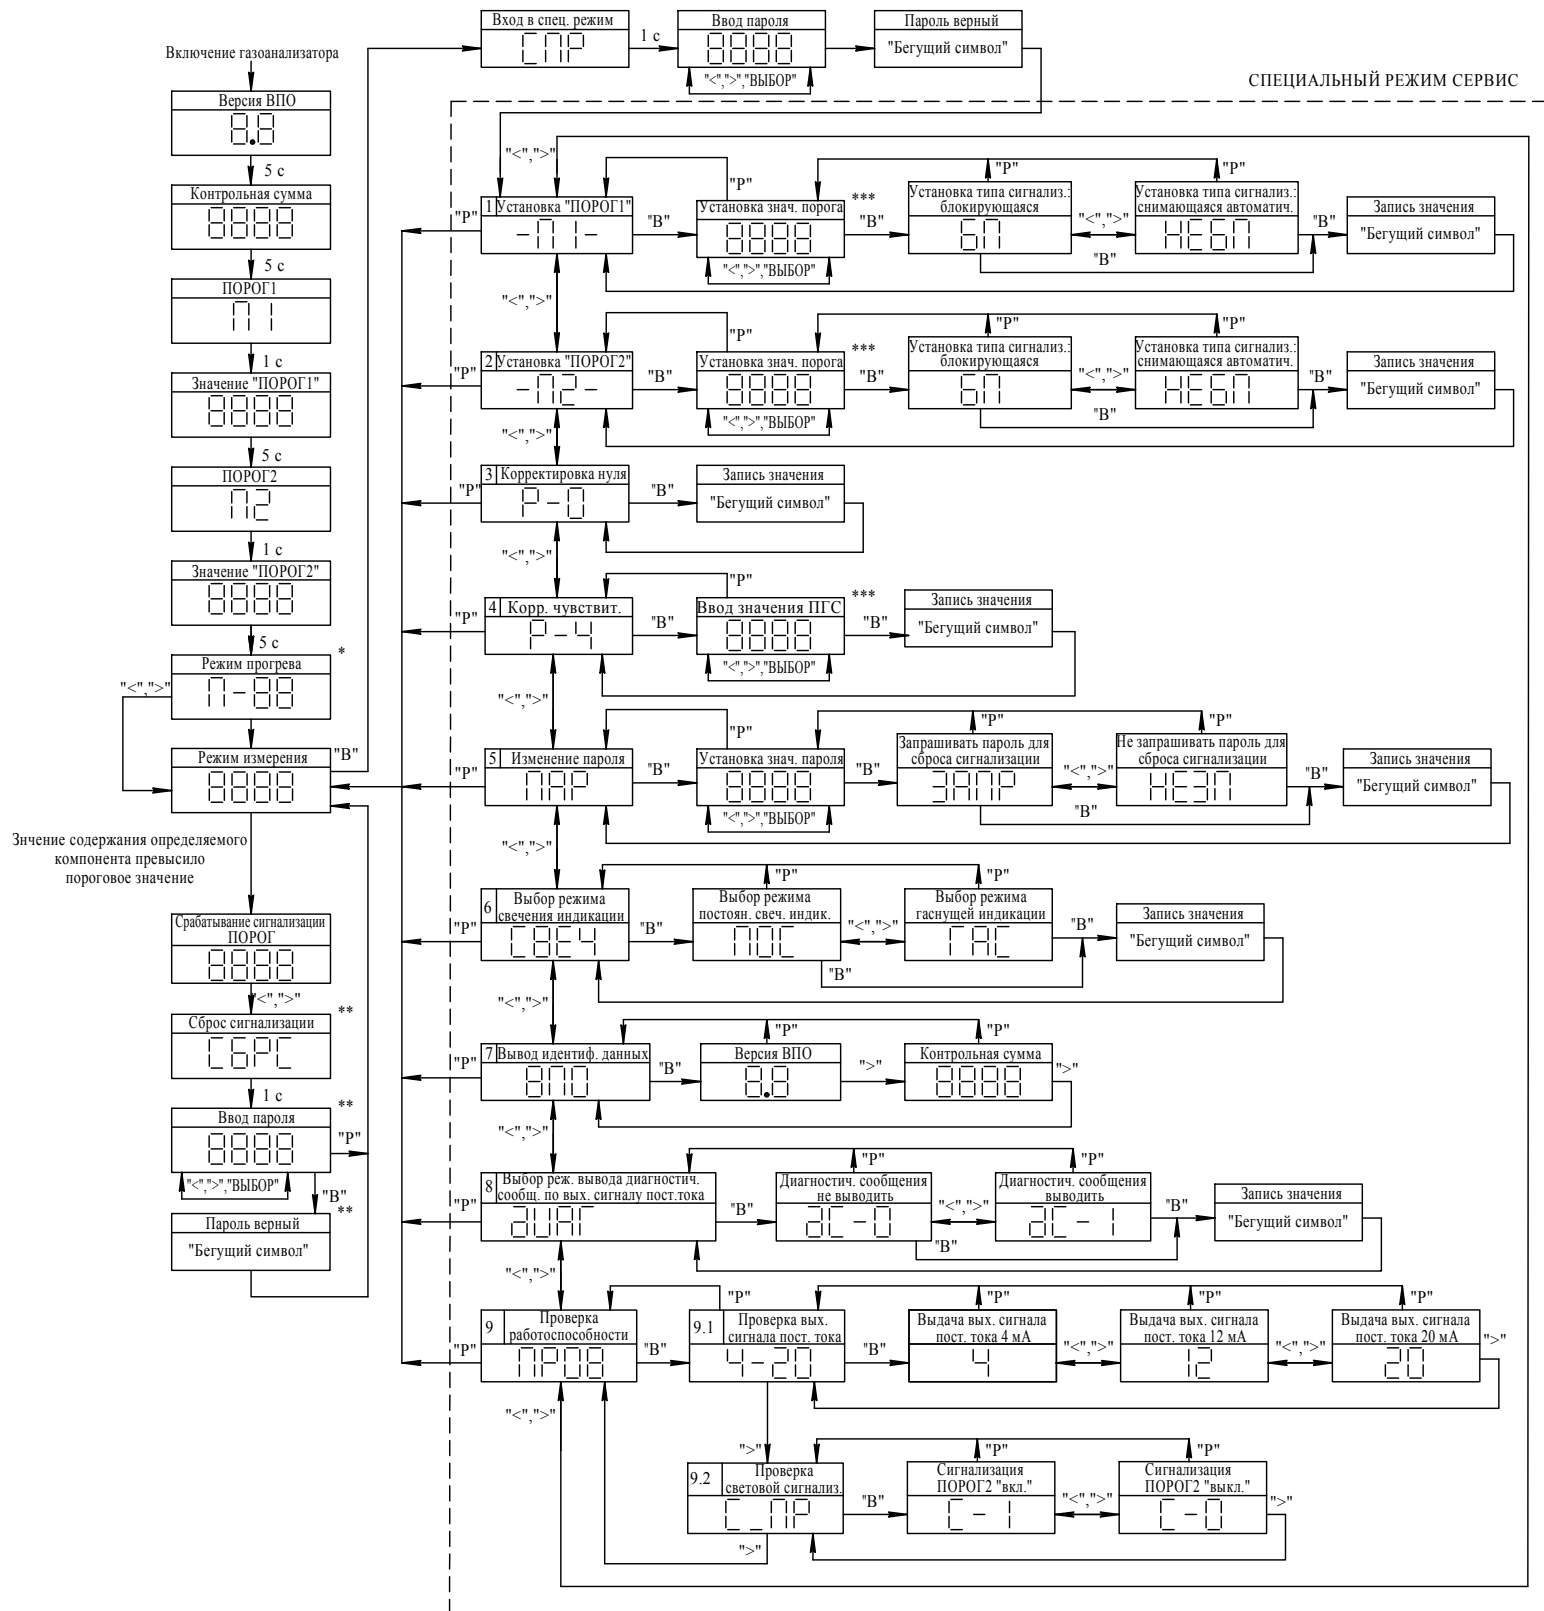 Вход в спец. режим
СПР
1 с
Ввод пароля
8888
"<",">","ВЫБОР"
Пароль верный
"Бегущий символ"
СПЕЦИАЛЬНЫЙ РЕЖИМ СЕРВИС
Включение газоанализатора
Версия ВПО
8.8
5 с
Контрольная сумма
8888
5 с
ПОРОГ1
П1
1 с
Значение "ПОРОГ1"
8888
5 с
ПОРОГ2
П2
1 с
Значение "ПОРОГ2"
8888
5 с
Режим прогрева
*
П-88
"<",">"
Режим измерения
"В"
8888
Знчение содержания определяемого
компонента превысило
пороговое значение
Срабатывание сигнализации
ПОРОГ
8888
"<",">"
Сброс сигнализации
**
СБРС
1 с
Ввод пароля
**
8888
"Р"
"<",">","ВЫБОР"
"В"
**
Пароль верный
"Бегущий символ"
"<",">"
1 Установка "ПОРОГ1"
-П1-
"Р"
"В"
"Р"
Установка знач. порога
8888
"<",">","ВЫБОР"
***
"В"
"Р"
Установка типа сигнализ.:
блокирующаяся
БП
"<",">"
"В"
"Р"
Установка типа сигнализ.:
снимающаяся автоматич.
НЕБП
"В"
Запись значения
"Бегущий символ"
"<",">"
2 Установка "ПОРОГ2"
-П2-
"Р"
"В"
"Р"
Установка знач. порога
8888
"<",">","ВЫБОР"
***
"В"
"Р"
Установка типа сигнализ.:
блокирующаяся
БП
"<",">"
"В"
"Р"
Установка типа сигнализ.:
снимающаяся автоматич.
НЕБП
"В"
Запись значения
"Бегущий символ"
"<",">"
3 Корректировка нуля
Р-0
"Р"
"В"
Запись значения
"Бегущий символ"
"<",">"
4 Корр. чувствит.
Р-Ч
"Р"
"В"
"Р"
Ввод значения ПГС
8888
"<",">","ВЫБОР"
***
"В"
Запись значения
"Бегущий символ"
"<",">"
5 Изменение пароля
ПАР
"Р"
"В"
"Р"
Установка знач. пароля
8888
"<",">","ВЫБОР"
"В"
"Р"
Запрашивать пароль для
сброса сигнализации
ЗАПР
"<",">"
"В"
"Р"
Не запрашивать пароль для
сброса сигнализации
НЕЗП
"В"
Запись значения
"Бегущий символ"
"<",">"
6 Выбор режима
свечения индикации
СВЕЧ
"Р"
"В"
"Р"
Выбор режима
постоян. свеч. индик.
ПОС
"<",">"
"В"
"Р"
Выбор режима
гаснущей индикации
ГАС
"В"
Запись значения
"Бегущий символ"
"<",">"
7 Вывод идентиф. данных
ВПО
"Р"
"В"
"Р"
Версия ВПО
8.8
">"
"Р"
Контрольная сумма
8888
">"
"<",">"
8 Выбор реж. вывода диагностич.
сообщ. по вых. сигналу пост.тока
дИАГ
"Р"
"В"
"Р"
Диагностич. сообщения
не выводить
дС-0
"<",">"
"В"
"Р"
Диагностич. сообщения
выводить
дС-1
"В"
Запись значения
"Бегущий символ"
"<",">"
9 Проверка
работоспособности
ПРОВ
"Р"
"В"
"Р"
9.1 Проверка вых.
сигнала пост. тока
4-20
"В"
"Р"
Выдача вых. сигнала
пост. тока 4 мА
4
"<",">"
"Р"
Выдача вых. сигнала
пост. тока 12 мА
12
"<",">"
"Р"
Выдача вых. сигнала
пост. тока 20 мА
20
">"
"<",">"
">"
9.2 Проверка
световой сигнализ.
С_ПР
">"
"В"
"Р"
Сигнализация
ПОРОГ2 "вкл."
С-1
"<",">"
"Р"
Сигнализация
ПОРОГ2 "выкл."
С-0
">"